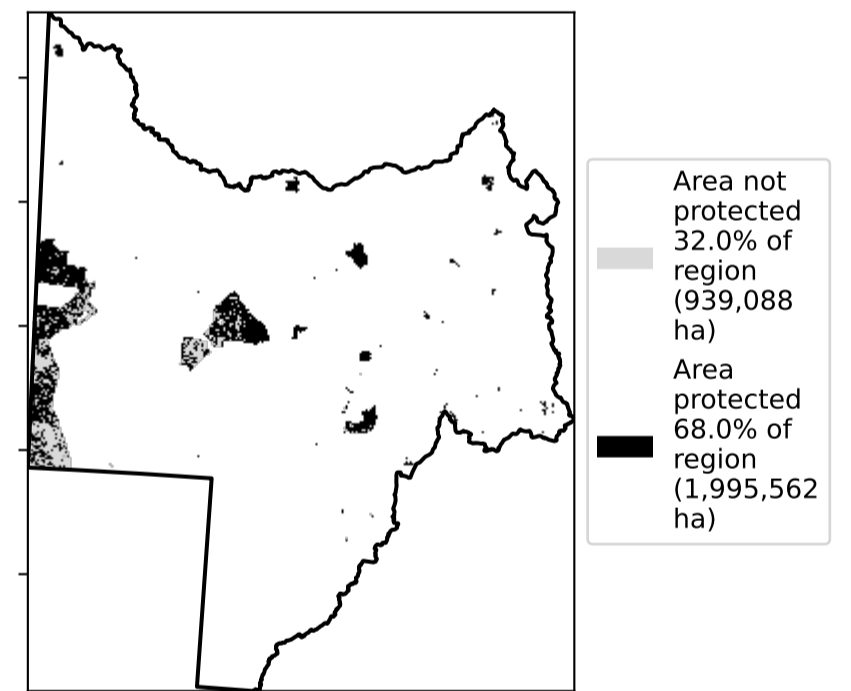 Area not
protected
32.0% of
region
(939,088
ha)
Area
protected
68.0% of
region
(1,995,562
ha)